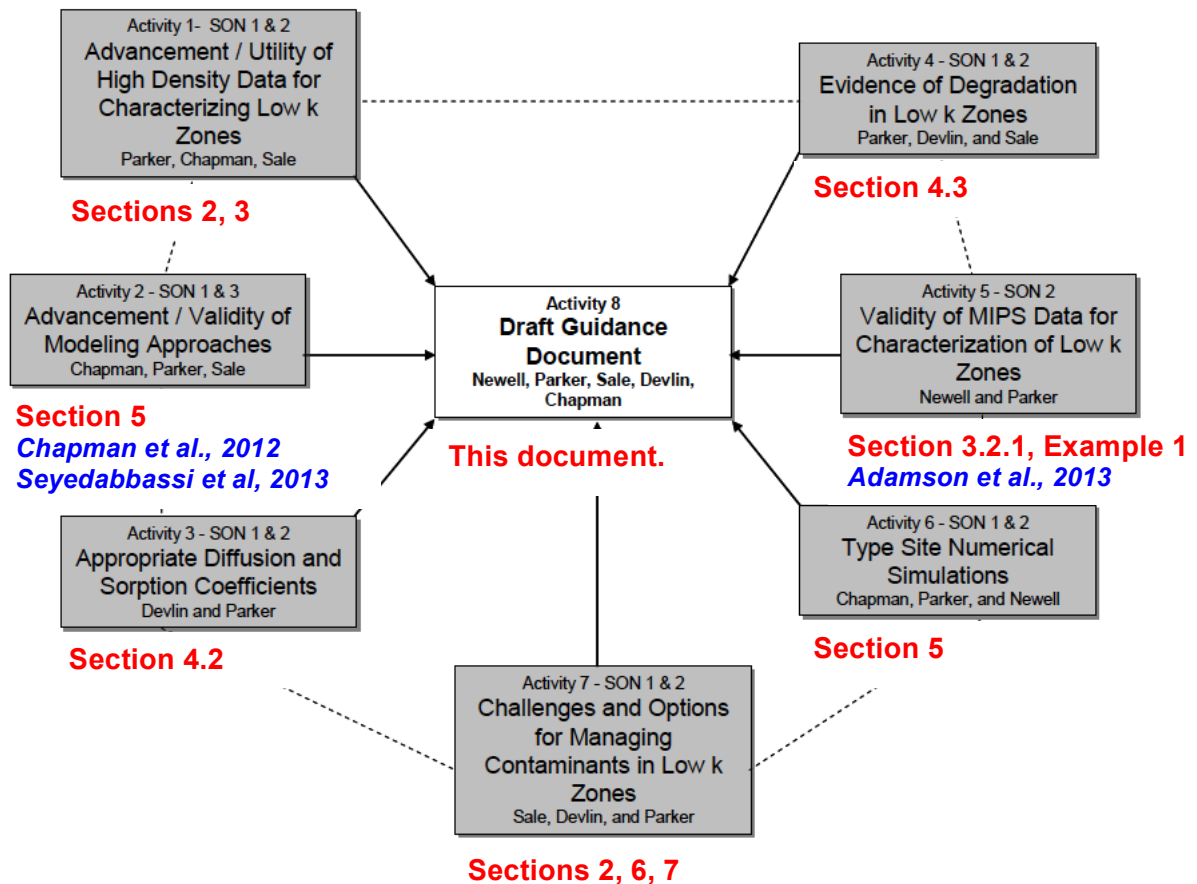 Activity 1- SON 1 & 2
Advancement / Utility of
High Density Data for
Characterizing Low k
Zones
Parker, Chapman, Sale
Sections 2, 3
Activity 4 - SON 1 & 2
Evidence of Degradation
in Low k Zones
Parker, Devlin, and Sale
Section 4.3
Activity 2 - SON 1 & 3
Advancement / Validity of
Modeling Approaches
Chapman, Parker, Sale
Section 5
Chapman et al., 2012
Seyedabbassi et al, 2013
Activity 8
Draft Guidance
Document
Newell, Parker, Sale, Devlin,
Chapman
This document.
Activity 5 - SON 2
Validity of MIPS Data for
Characterization of Low k
Zones
Newell and Parker
Section 3.2.1, Example 1
Adamson et al., 2013
Activity 3 - SON 1 & 2
Appropriate Diffusion and
Sorption Coefficients
Devlin and Parker
Section 4.2
Activity 6 - SON 1 & 2
Type Site Numerical
Simulations
Chapman, Parker, and Newell
Section 5
Activity 7 - SON 1 & 2
Challenges and Options
for Managing
Contaminants in Low k
Zones
Sale, Devlin, and Parker
Sections 2, 6, 7